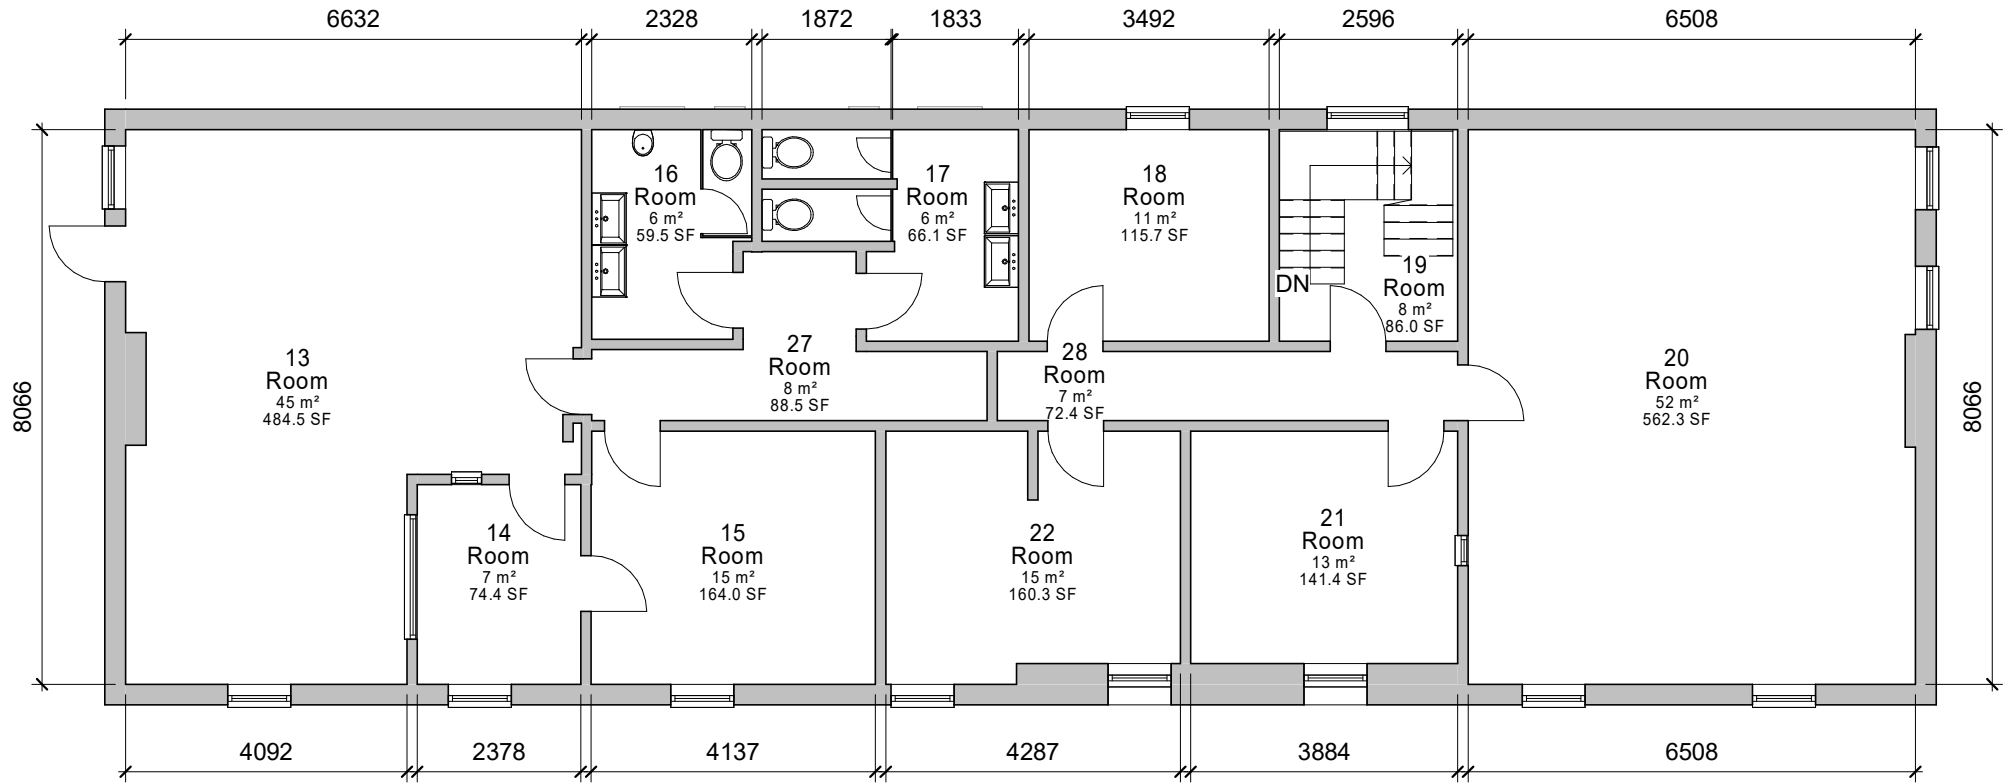 6632
2328
1872
1833
3492
2596
6508
8066
8066
13
Room
45 m²
484.5 SF
14
Room
7 m²
74.4 SF
15
Room
15 m²
164.0 SF
16
Room
6 m²
59.5 SF
17
Room
6 m²
66.1 SF
18
Room
11 m²
115.7 SF
DN
19
Room
8 m²
86.0 SF
27
Room
8 m²
88.5 SF
28
Room
7 m²
72.4 SF
20
Room
52 m²
562.3 SF
22
Room
15 m²
160.3 SF
21
Room
13 m²
141.4 SF
4092
2378
4137
4287
3884
6508